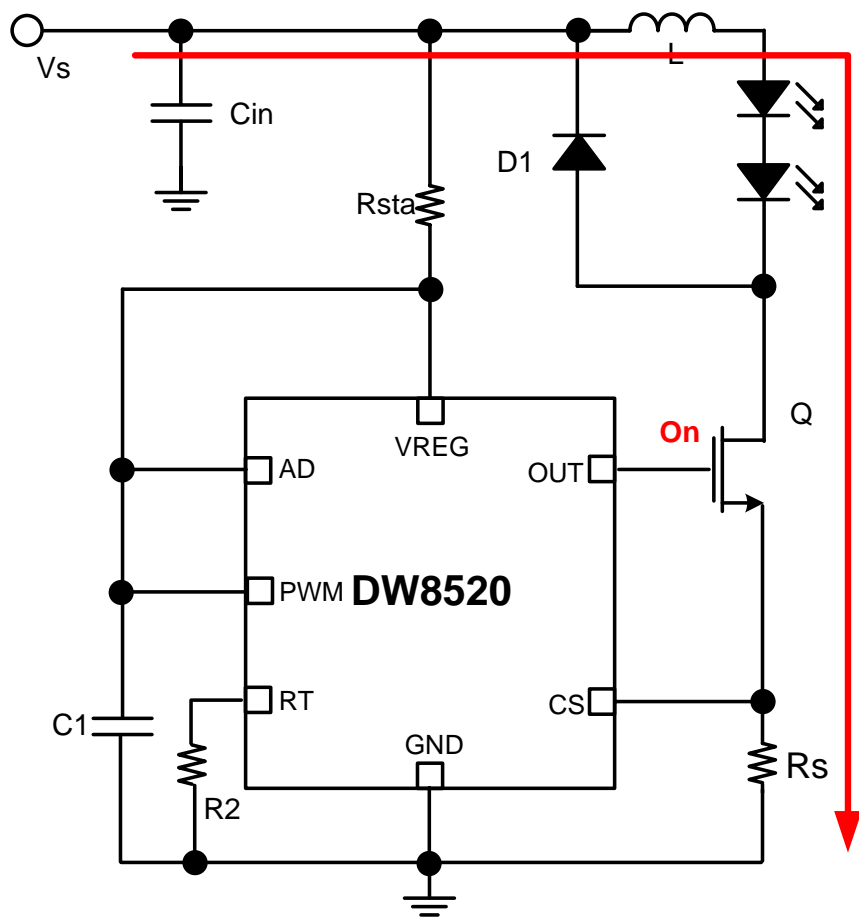 Vs
L
Cin
D1
Rsta
Q
On
VREG
AD
OUT
PWM
DW8520
RT
CS
C1
GND
Rs
R2